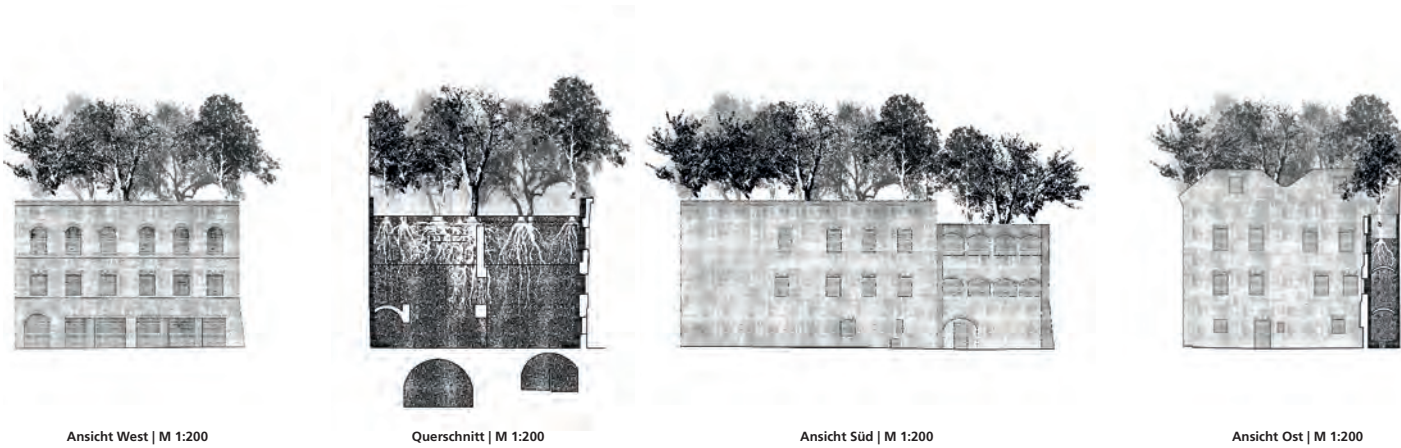 Ansicht West | M 1:200
Querschnitt | M 1:200
Ansicht Süd | M 1:200
Ansicht Ost | M 1:200